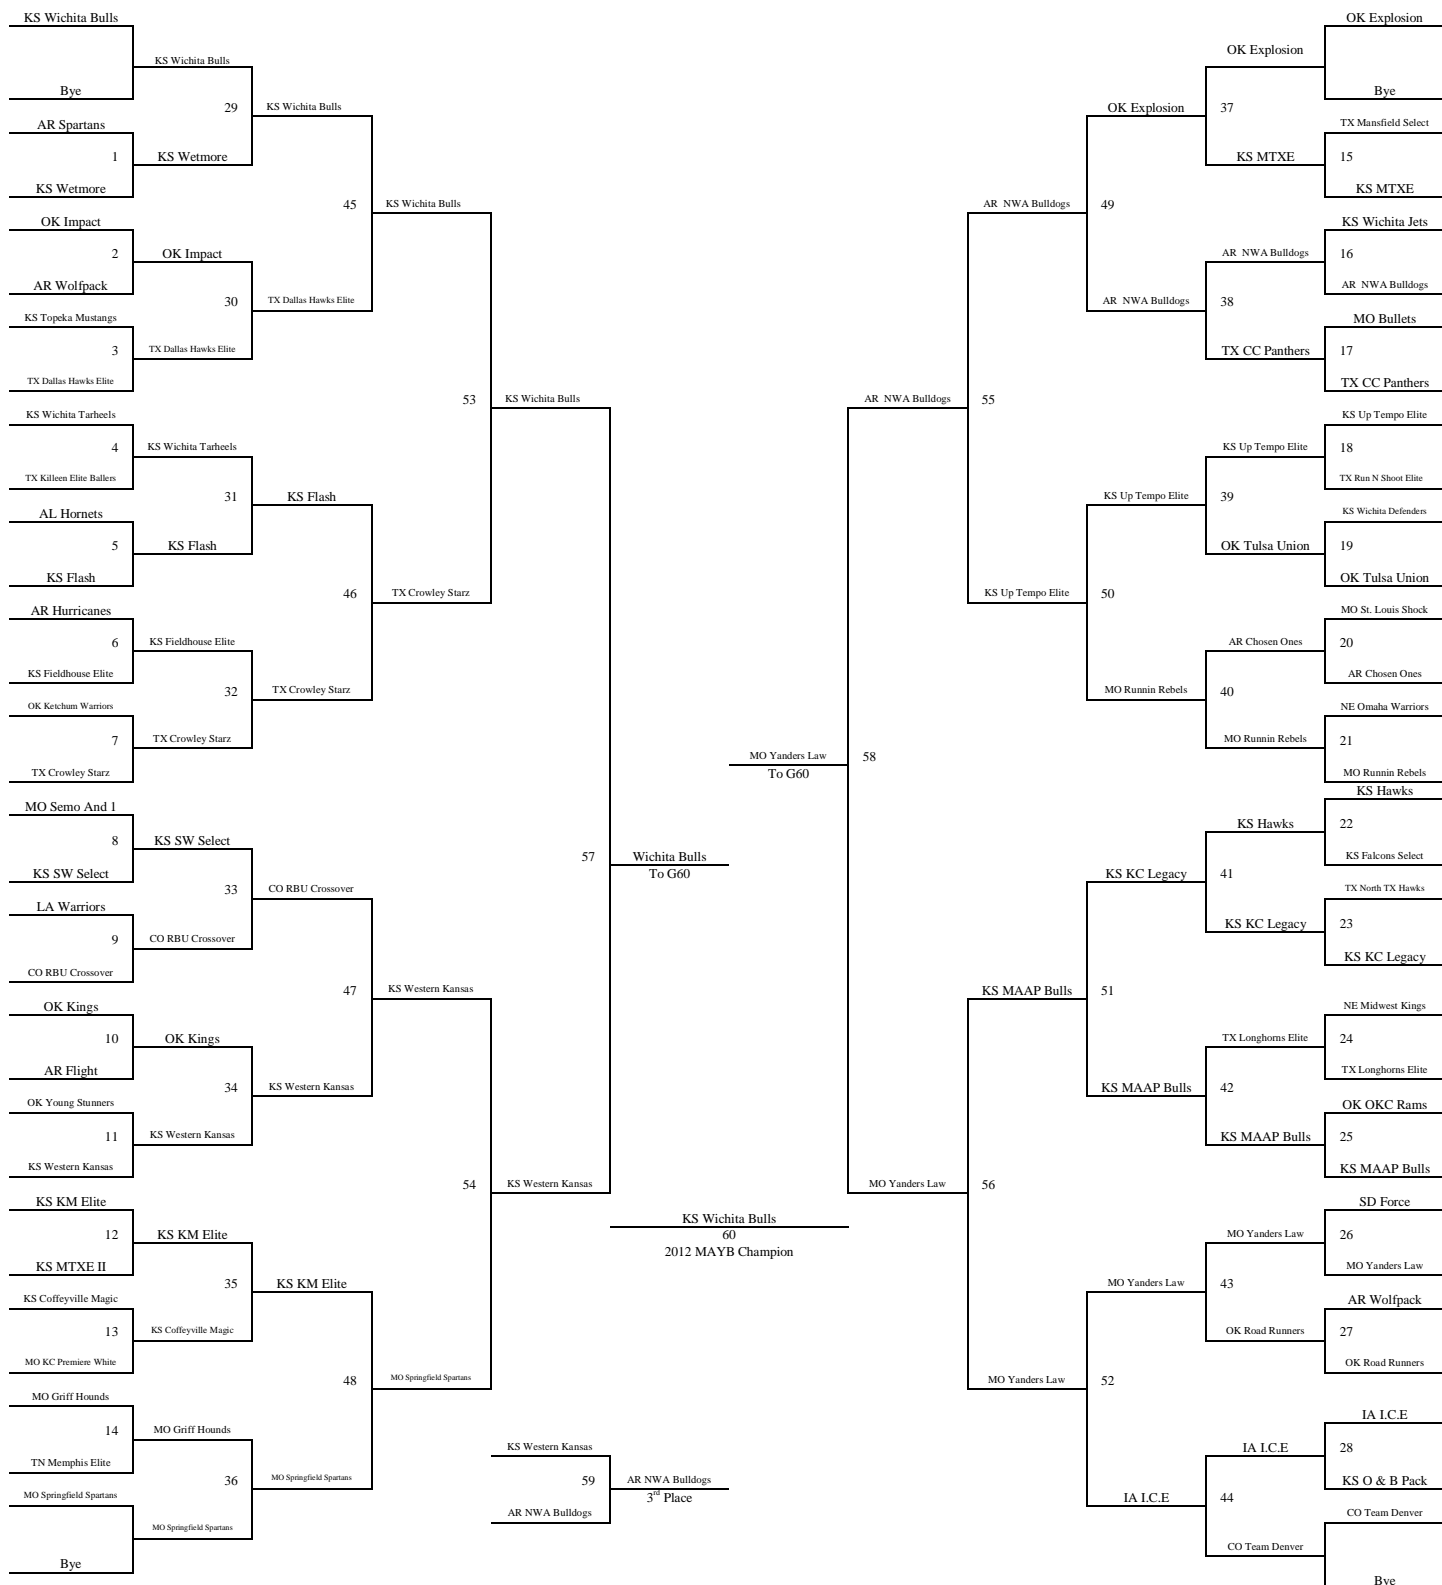 KS Wichita Bulls
Bye
AR Spartans
1
KS Wetmore
OK Impact
2
AR Wolfpack
KS Topeka Mustangs
3
TX Dallas Hawks Elite
KS Wichita Tarheels
4
TX Killeen Elite Ballers
AL Hornets
5
KS Flash
AR Hurricanes
6
KS Fieldhouse Elite
OK Ketchum Warriors
7
TX Crowley Starz
MO Semo And 1
8
KS SW Select
LA Warriors
9
CO RBU Crossover
OK Kings
10
AR Flight
OK Young Stunners
11
KS Western Kansas
KS KM Elite
12
KS MTXE II
KS Coffeyville Magic
13
MO KC Premiere White
MO Griff Hounds
14
TN Memphis Elite
MO Springfield Spartans
Bye
KS Wichita Bulls
29
KS Wetmore
OK Impact
30
TX Dallas Hawks Elite
KS Wichita Tarheels
31
KS Flash
KS Fieldhouse Elite
32
TX Crowley Starz
KS SW Select
33
CO RBU Crossover
OK Kings
34
KS Western Kansas
KS KM Elite
35
KS Coffeyville Magic
MO Griff Hounds
36
MO Springfield Spartans
KS Wichita Bulls
45
TX Dallas Hawks Elite
KS Flash
46
TX Crowley Starz
CO RBU Crossover
47
KS Western Kansas
KS KM Elite
48
MO Springfield Spartans
KS Wichita Bulls
53
TX Crowley Starz
KS Western Kansas
54
MO Springfield Spartans
KS Wichita Bulls
57
KS Western Kansas
Wichita Bulls
To G60
MO Yanders Law
To G60
KS Wichita Bulls
60
2012 MAYB Champion
KS Western Kansas
59
AR NWA Bulldogs
AR NWA Bulldogs
3rd Place
AR NWA Bulldogs
58
MO Yanders Law
AR NWA Bulldogs
55
KS Up Tempo Elite
KS MAAP Bulls
56
MO Yanders Law
OK Explosion
49
AR NWA Bulldogs
KS Up Tempo Elite
50
MO Runnin Rebels
KS KC Legacy
51
KS MAAP Bulls
MO Yanders Law
52
IA I.C.E
OK Explosion
37
KS MTXE
AR NWA Bulldogs
38
TX CC Panthers
KS Up Tempo Elite
39
OK Tulsa Union
AR Chosen Ones
40
MO Runnin Rebels
KS Hawks
41
KS KC Legacy
TX Longhorns Elite
42
KS MAAP Bulls
MO Yanders Law
43
OK Road Runners
IA I.C.E
44
CO Team Denver
OK Explosion
Bye
TX Mansfield Select
15
KS MTXE
KS Wichita Jets
16
AR NWA Bulldogs
MO Bullets
17
TX CC Panthers
KS Up Tempo Elite
18
TX Run N Shoot Elite
KS Wichita Defenders
19
OK Tulsa Union
MO St. Louis Shock
20
AR Chosen Ones
NE Omaha Warriors
21
MO Runnin Rebels
KS Hawks
22
KS Falcons Select
TX North TX Hawks
23
KS KC Legacy
NE Midwest Kings
24
TX Longhorns Elite
OK OKC Rams
25
KS MAAP Bulls
SD Force
26
MO Yanders Law
AR Wolfpack
27
OK Road Runners
IA I.C.E
28
KS O & B Pack
CO Team Denver
Bye